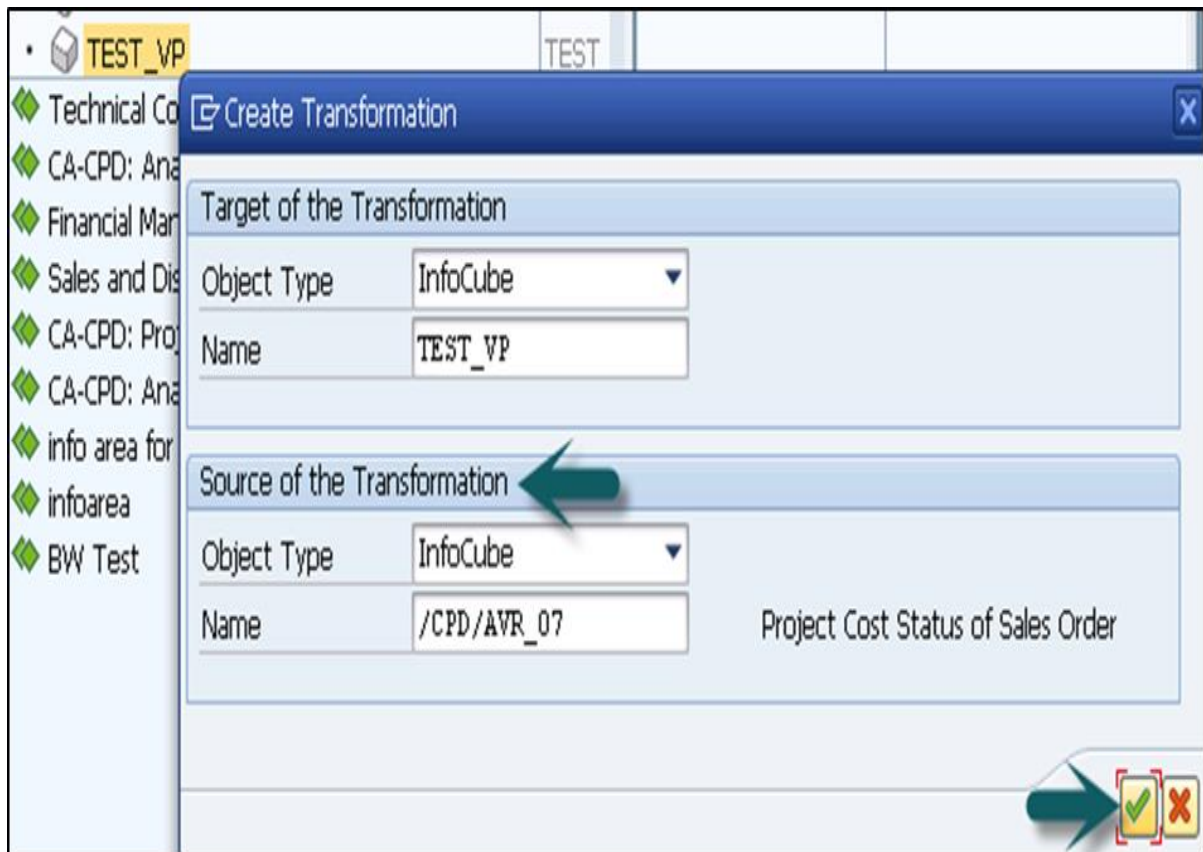 TEST_VP TEST
Technical Co
Create Transformation
CA-CPD: Ana
Financial Man
Sales and Dis
CA-CPD: Proj
CA-CPD: Ana
info area for
infoarea
BW Test
Target of the Transformation
Object Type InfoCube
Name TEST_VP
Source of the Transformation
Object Type InfoCube
Name /CPD/AVR_07 Project Cost Status of Sales Order